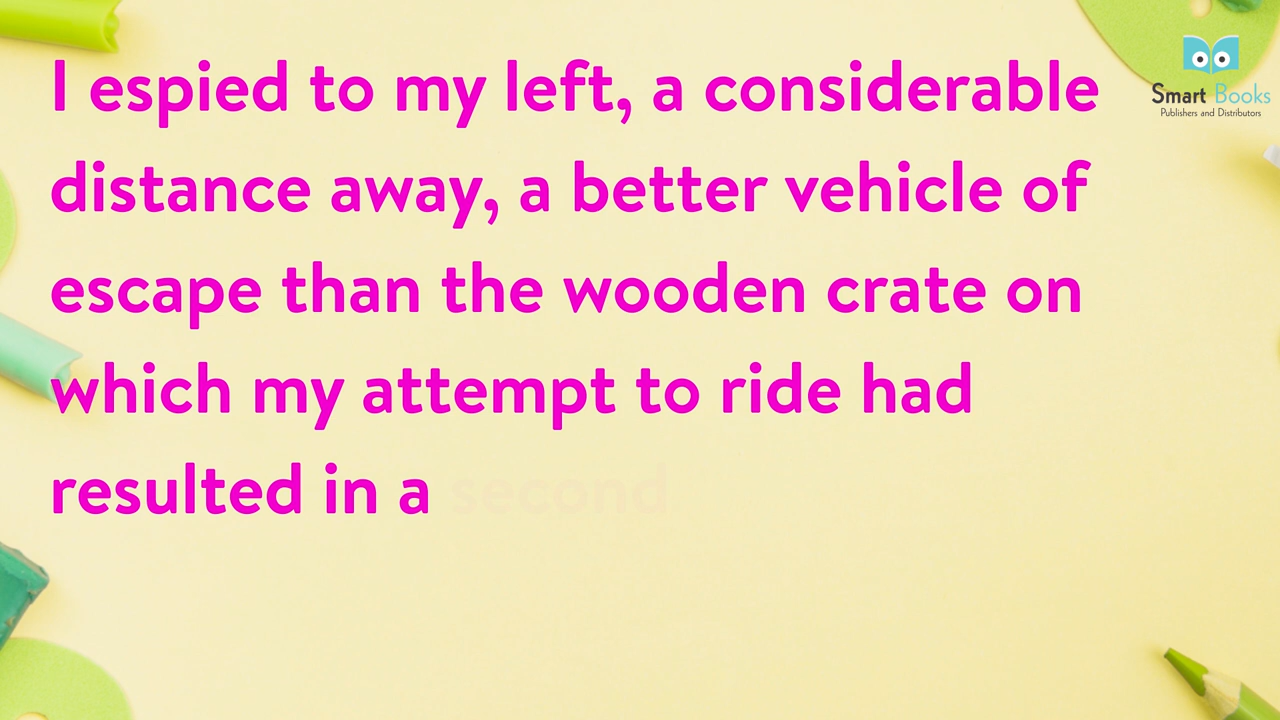 I espied to my left, a considerable
distance away, a better vehicle of
escape than the wooden crate on
which my attempt to ride had
resulted in a second
Smart Books
Publishers and Distributors